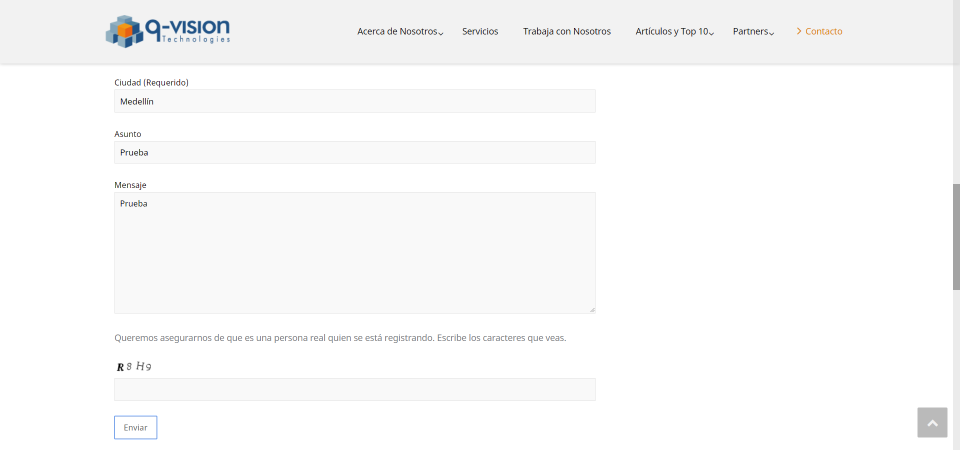 q-vision
Technologies
Acerca de Nosotros Servicios Trabaja con Nosotros Artículos y Top 10 Partners Contacto
Ciudad (Requerido)
Medellín
Asunto
Prueba
Mensaje
Prueba
Queremos asegurarnos de que es una persona real quien se está registrando. Escribe los caracteres que veas.
R8H9
Enviar